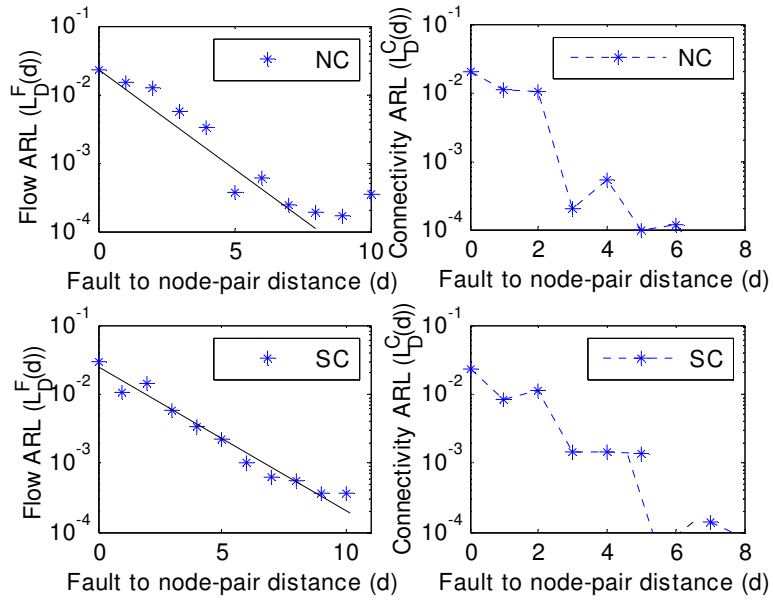 10^-1
10^-2
10^-3
10^-4
Flow ARL (L_D^F(d))
NC
0
5
10
Fault to node-pair distance (d)
10^-1
10^-2
10^-3
10^-4
Connectivity ARL (L_D^C(d))
NC
0
2
4
6
8
Fault to node-pair distance (d)
10^-1
10^-2
10^-3
10^-4
Flow ARL (L_D^F(d))
SC
0
5
10
Fault to node-pair distance (d)
10^-1
10^-2
10^-3
10^-4
Connectivity ARL (L_D^C(d))
SC
0
2
4
6
8
Fault to node-pair distance (d)